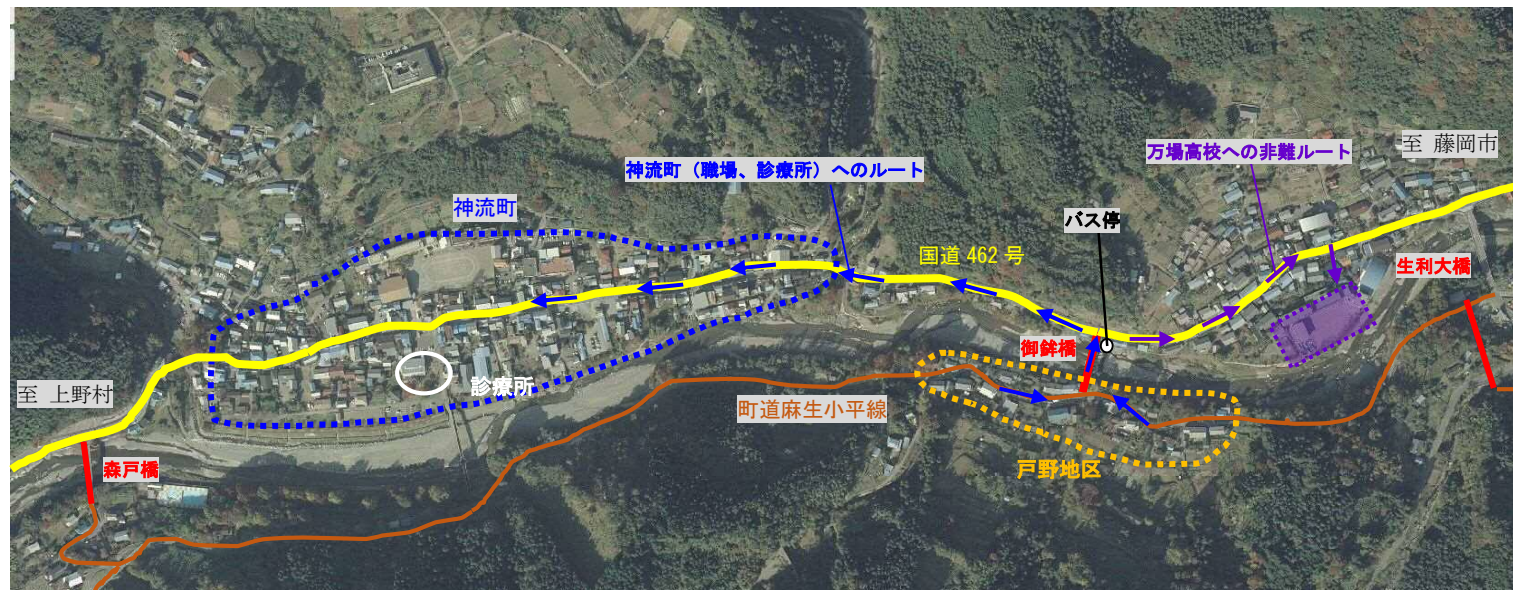 至 藤岡市
万場高校への非難ルート
神流町（職場、診療所）へのルート
神流町
バス停
国道 462 号
生利大橋
御鉾橋
至 上野村
診療所
町道麻生小平線
森戸橋
戸野地区